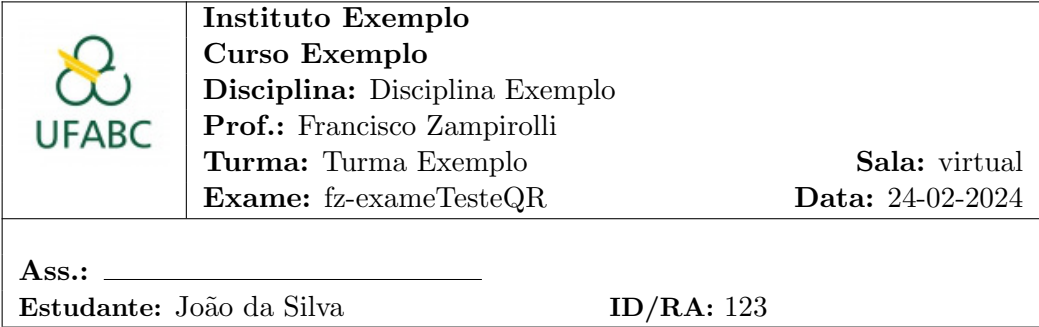 UFABC
Instituto Exemplo
Curso Exemplo
Disciplina: Disciplina Exemplo
Prof.: Francisco Zampirolli
Turma: Turma Exemplo Sala: virtual
Exame: fz-exameTesteQR Data: 24-02-2024
Ass.:
Estudante: João da Silva ID/RA: 123